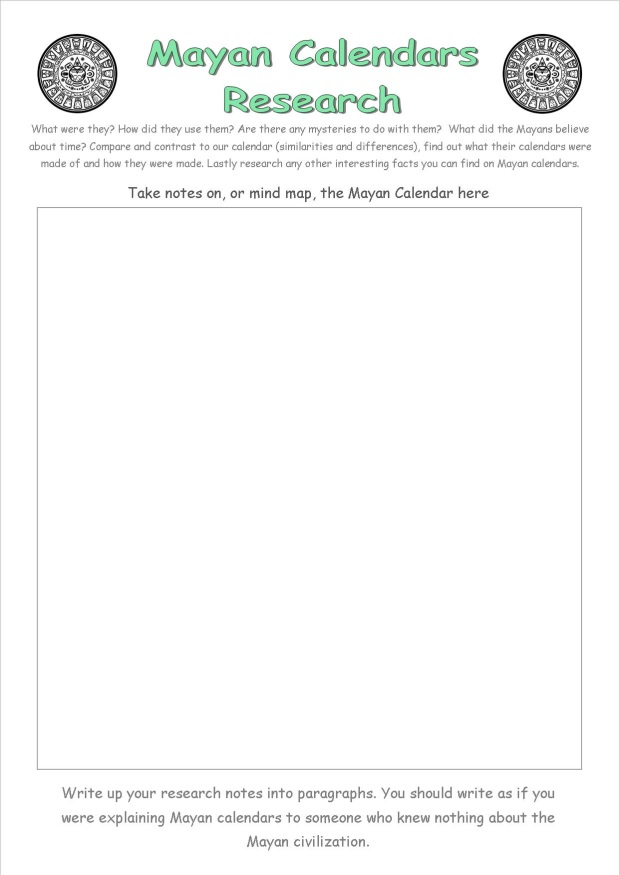 Mayan Calendars
Research
What were they? How did they use them? Are there any mysteries to do with them?  What did the Mayans believe
about time? Compare and contrast to our calendar (similarities and differences), find out what their calendars were
made of and how they were made. Lastly research any other interesting facts you can find on Mayan calendars.
Take notes on, or mind map, the Mayan Calendar here
Write up your research notes into paragraphs. You should write as if you
were explaining Mayan calendars to someone who knew nothing about the
Mayan civilization.